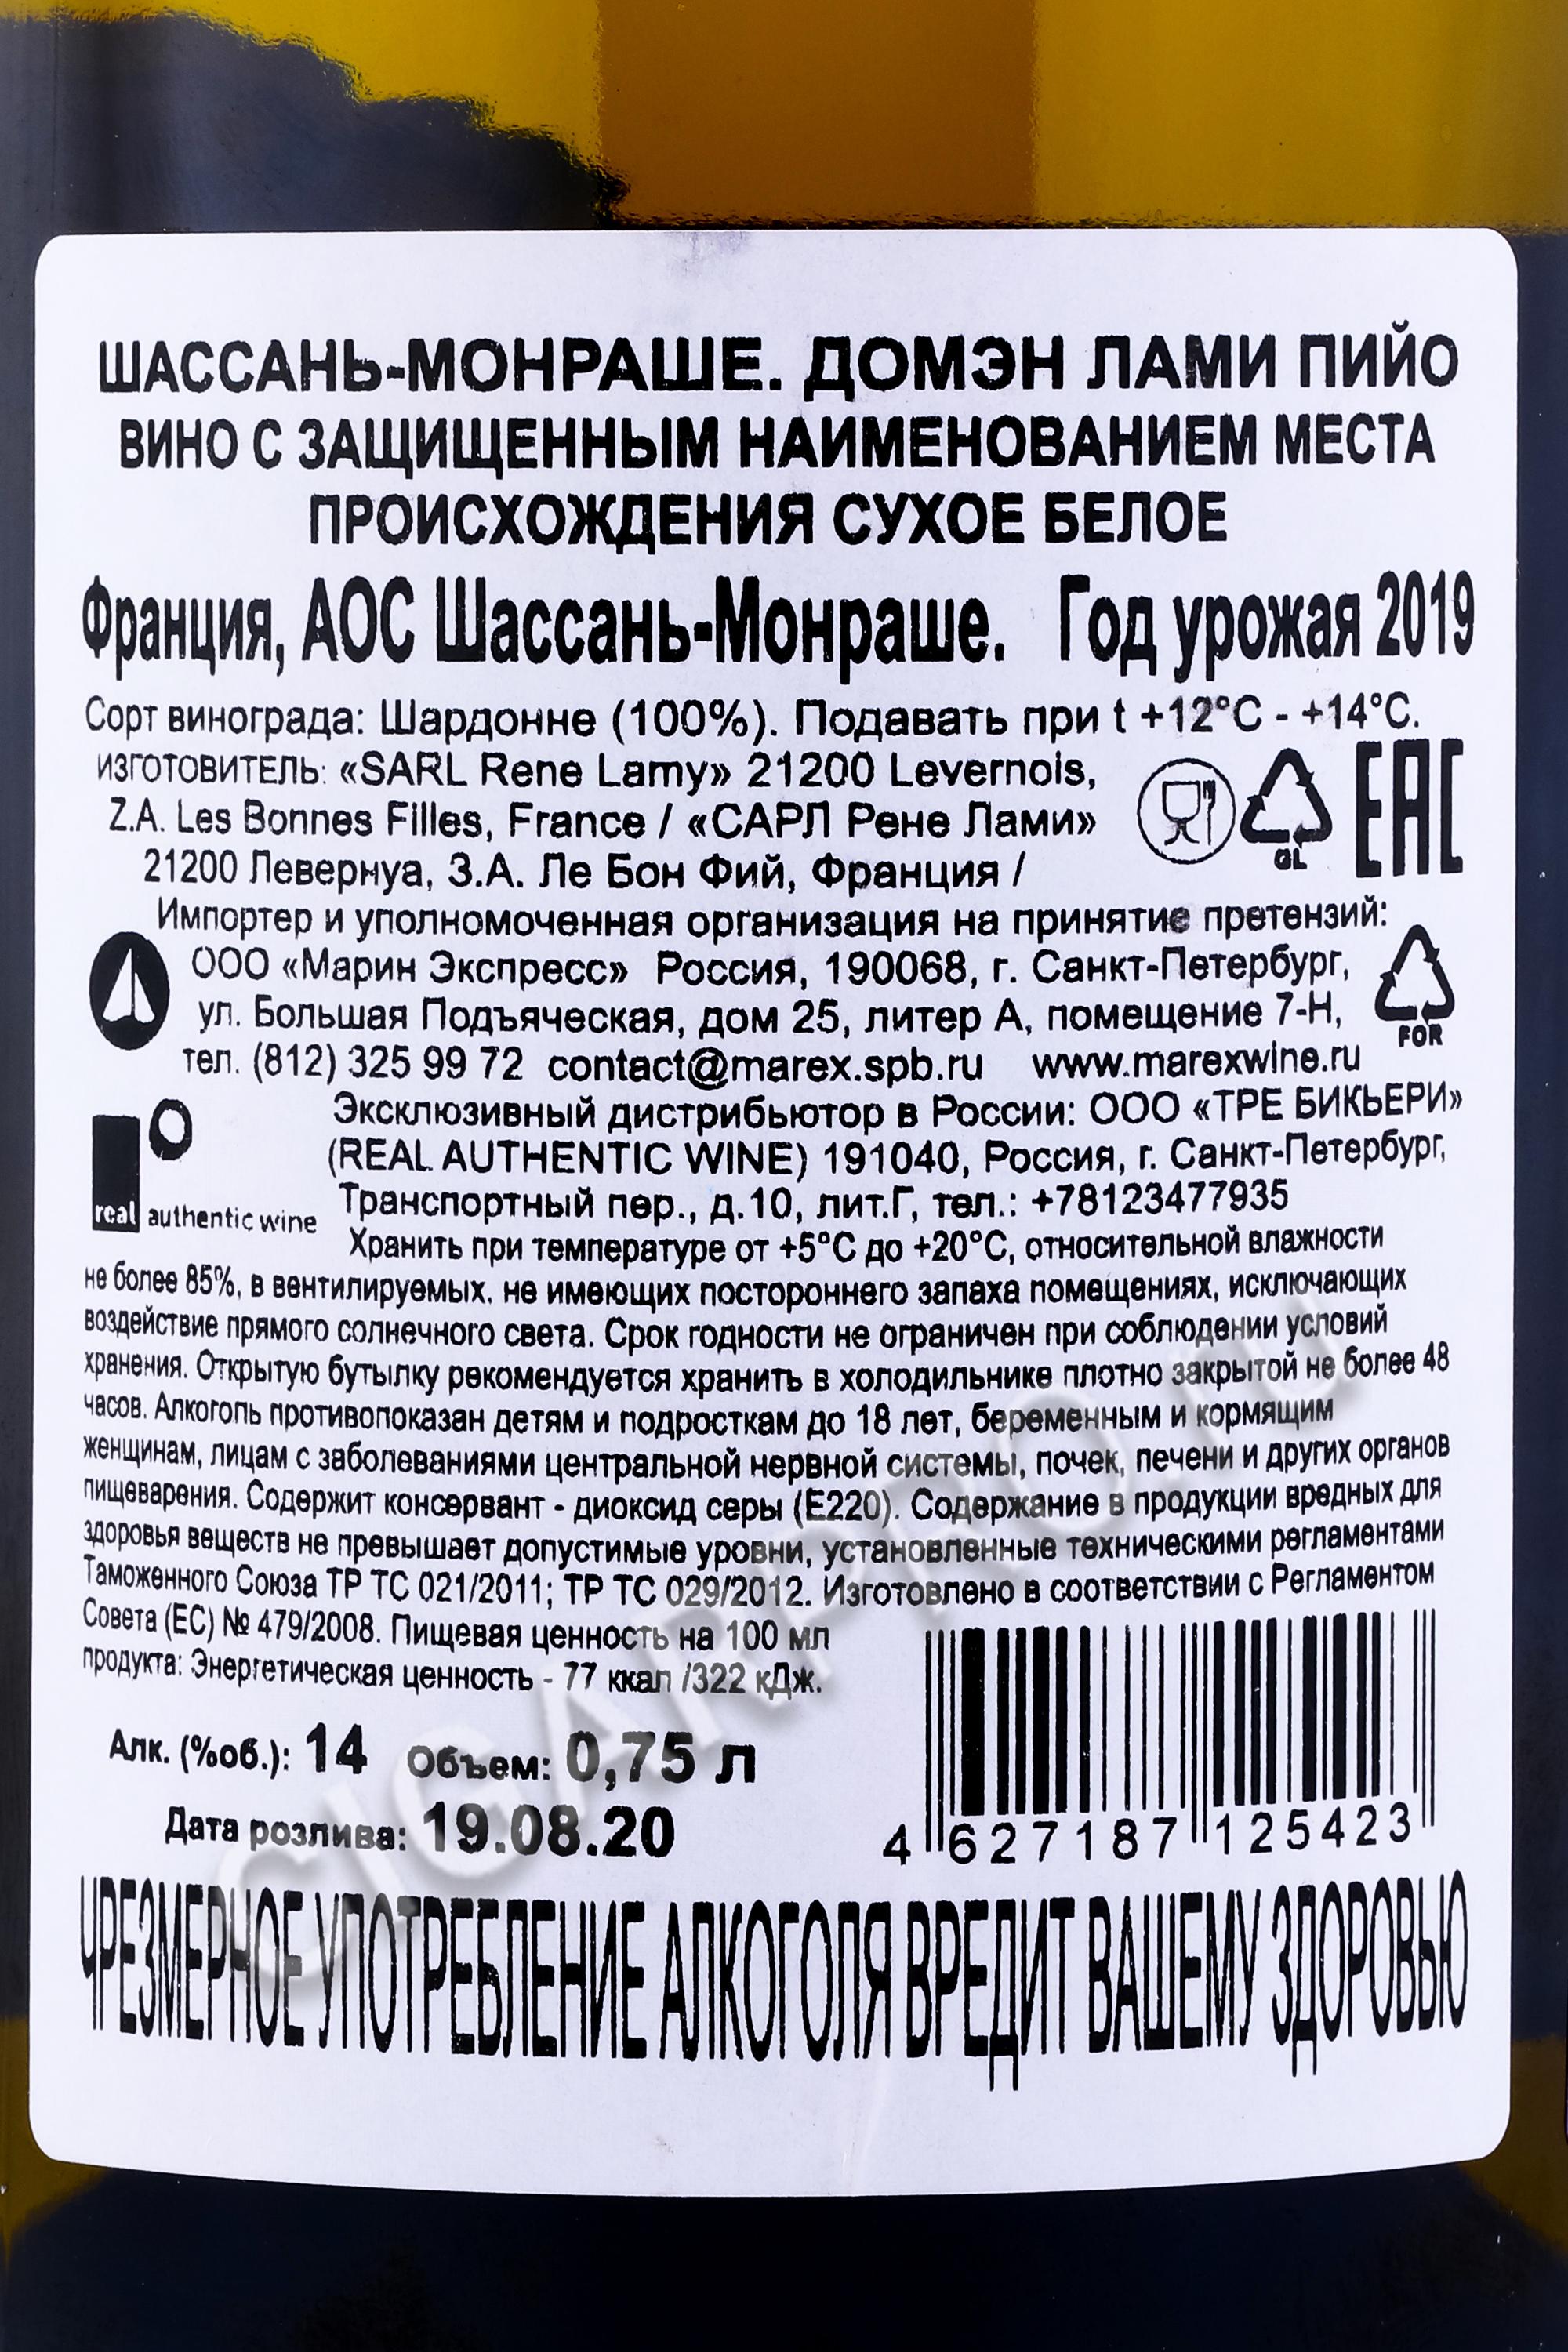 ШАССАНЬ-МОНРАШЕ. ДОМЭН ЛАМИ ПИЙО
ВИНО С ЗАЩИЩЕННЫМ НАИМЕНОВАНИЕМ МЕСТА
ПРОИСХОЖДЕНИЯ СУХОЕ БЕЛОЕ
Франция, АОС Шассань-Монраше. Год урожая 2019
Сорт винограда: Шардонне (100%). Подавать при t +12°C - +14°C.
ИЗГОТОВИТЕЛЬ: «SARL Rene Lamy» 21200 Levernois,
Z.A. Les Bonnes Filles, France / «САРЛ Рене Лами»
21200 Левернуа, З.А. Ле Бон Фий, Франция /
GL
EAC
Импортер и уполномоченная организация на принятие претензий:
ООО «Марин Экспресс» Россия, 190068, г. Санкт-Петербург,
ул. Большая Подъяческая, дом 25, литер А, помещение 7-Н,
FOR
тел. (812) 325 99 72 contact@marex.spb.ru www.marexwine.ru
Эксклюзивный дистрибьютор в России: ООО «ТРЕ БИКЬЕРИ»
(REAL AUTHENTIC WINE) 191040, Россия, г. Санкт-Петербург,
Транспортный пер., д.10, лит.Г, тел.: +78123477935
real authentic wine
Хранить при температуре от +5°C до +20°C, относительной влажности
не более 85%, в вентилируемых, не имеющих постороннего запаха помещениях, исключающих
воздействие прямого солнечного света. Срок годности не ограничен при соблюдении условий
хранения. Открытую бутылку рекомендуется хранить в холодильнике плотно закрытой не более 48
часов. Алкоголь противопоказан детям и подросткам до 18 лет, беременным и кормящим
женщинам, лицам с заболеваниями центральной нервной системы, почек, печени и других органов
пищеварения. Содержит консервант - диоксид серы (E220). Содержание в продукции вредных для
здоровья веществ не превышает допустимые уровни, установленные техническими регламентами
Таможенного Союза ТР ТС 021/2011; ТР ТС 029/2012. Изготовлено в соответствии с Регламентом
Совета (ЕС) № 479/2008. Пищевая ценность на 100 мл
продукта: Энергетическая ценность - 77 ккал /322 кДж.
Алк. (%об.): 14 Объем: 0,75 л
Дата розлива: 19.08.20
4 627187 125423
ЧРЕЗМЕРНОЕ УПОТРЕБЛЕНИЕ АЛКОГОЛЯ ВРЕДИТ ВАШЕМУ ЗДОРОВЬЮ
CIGARPRO.ru